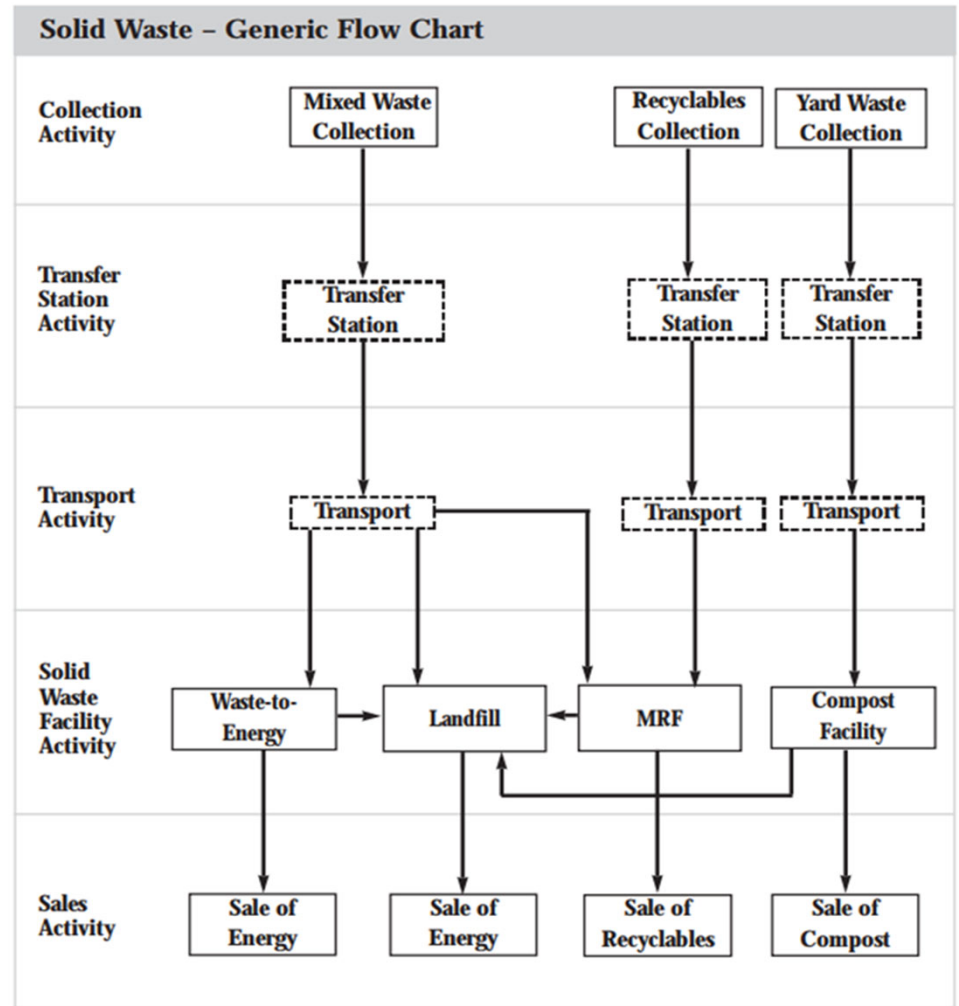 Solid Waste – Generic Flow Chart
Collection
Activity
Mixed Waste
Collection
Recyclables
Collection
Yard Waste
Collection
Transfer
Station
Activity
Transfer
Station
Transfer
Station
Transfer
Station
Transport
Activity
Transport
Transport
Transport
Solid
Waste
Facility
Activity
Waste-to-
Energy
Landfill
MRF
Compost
Facility
Sales
Activity
Sale of
Energy
Sale of
Energy
Sale of
Recyclables
Sale of
Compost